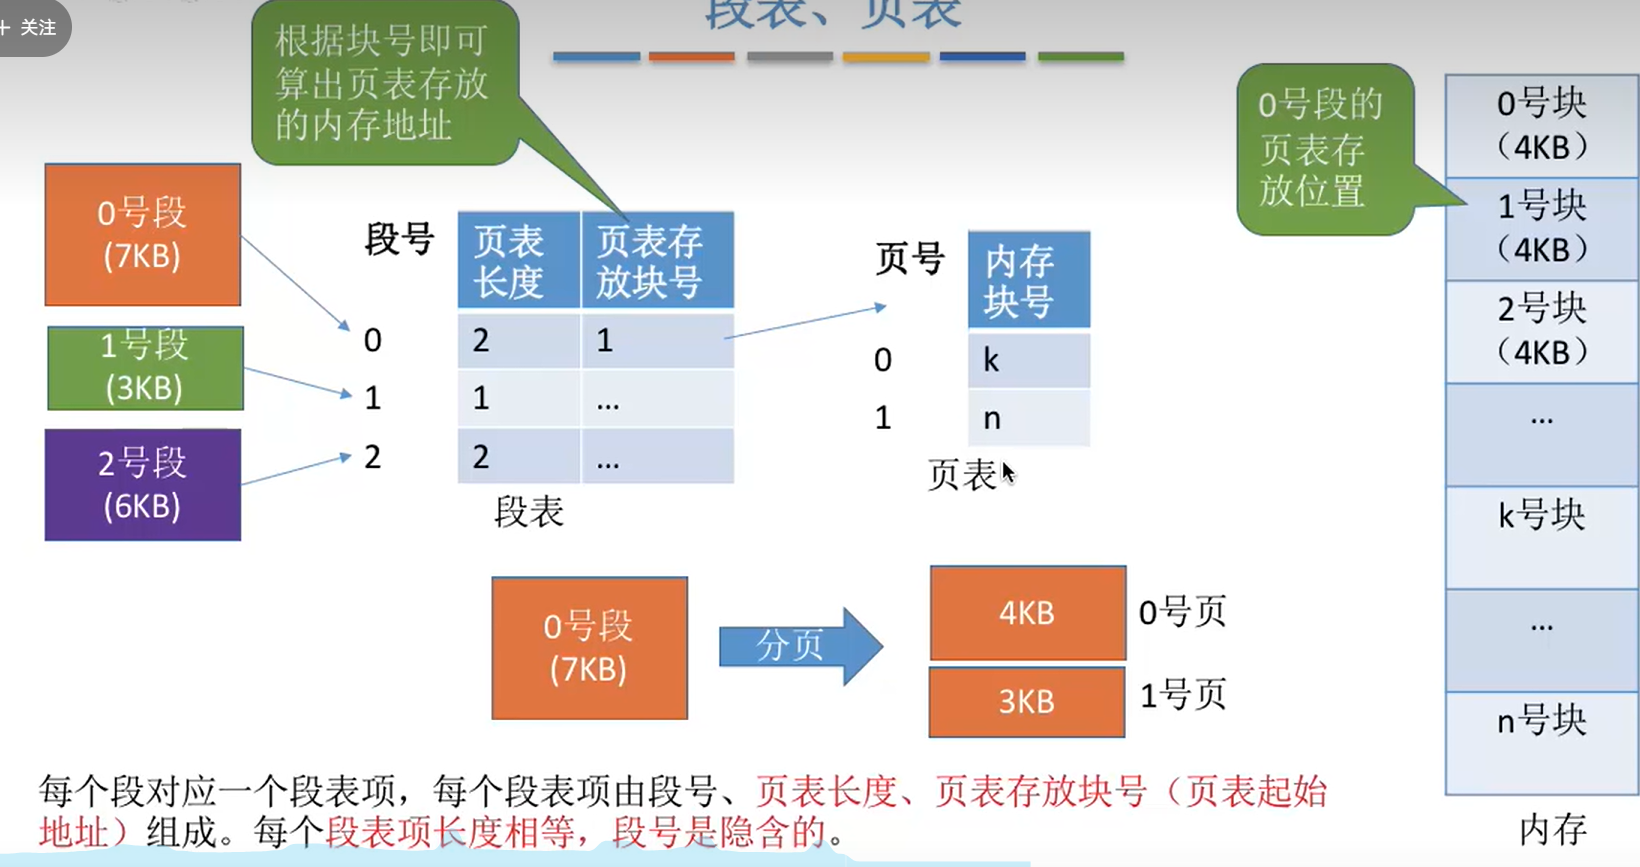 + 关注
段表、页表
根据块号即可
算出页表存放
的内存地址
0号段
(7KB)
1号段
(3KB)
2号段
(6KB)
段号
页表
长度
页表存
放块号
0
2
1
1
1
...
2
2
...
段表
页号
内存
块号
0
k
1
n
页表
0号段的
页表存
放位置
0号块
（4KB）
1号块
（4KB）
2号块
（4KB）
...
k号块
...
n号块
内存
0号段
(7KB)
分页
4KB
0号页
3KB
1号页
每个段对应一个段表项，每个段表项由段号、页表长度、页表存放块号（页表起始
地址）组成。每个段表项长度相等，段号是隐含的。